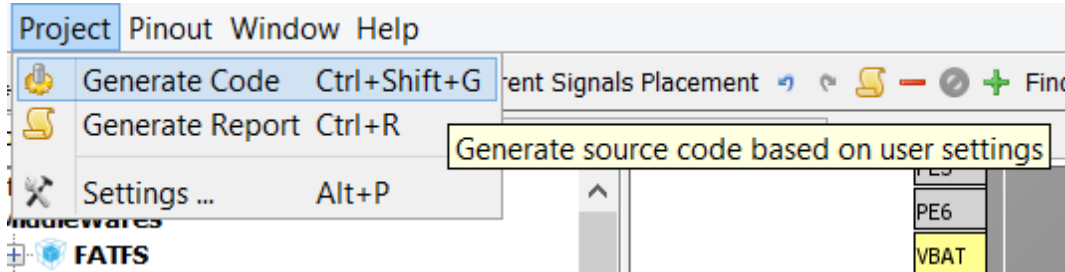 Project Pinout Window Help
Generate Code Ctrl+Shift+G
rent Signals Placement Find
Generate Report Ctrl+R
Generate source code based on user settings
Settings ... Alt+P
PE6
FATFS
VBAT